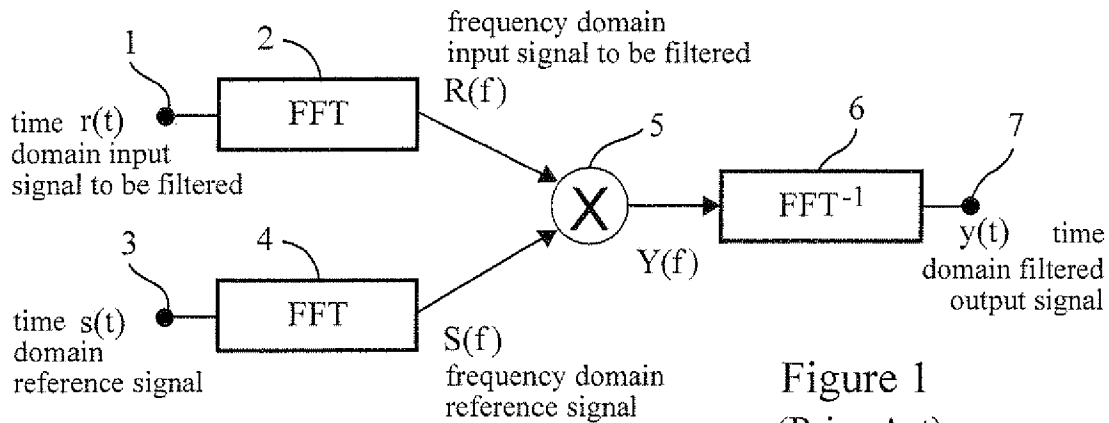 frequency domain
input signal to be filtered
1
2
R(f)
FFT
time r(t)
domain input
signal to be filtered
5
X
6
FFT-1
7
Y(f)
y(t) time
domain filtered
output signal
3
4
FFT
time s(t)
domain
reference signal
S(f)
frequency domain
reference signal
Figure 1